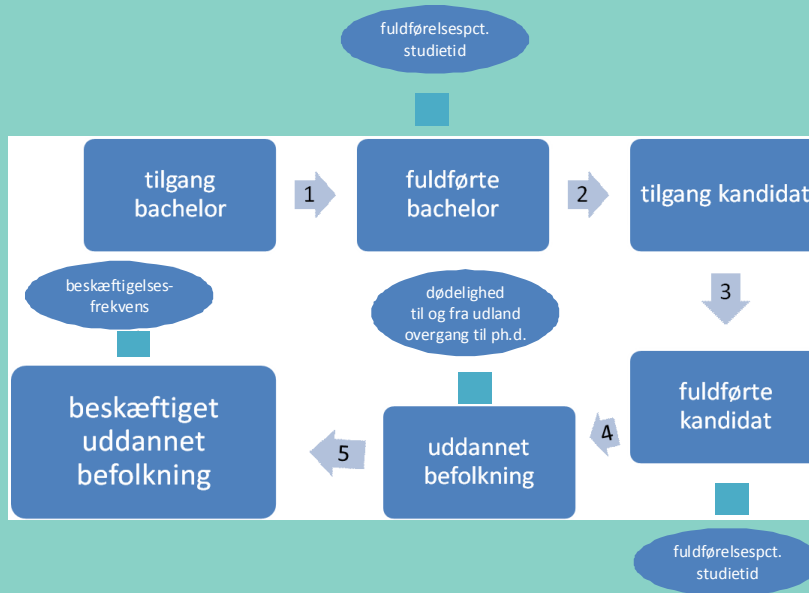 fuldførelsespct.
studietid
tilgang
bachelor
1
fuldførte
bachelor
2
tilgang kandidat
3
beskæftigelses-
frekvens
dødelighed
til og fra udland
overgang til ph.d.
fuldførte
kandidat
4
uddannet
befolkning
5
beskæftiget
uddannet
befolkning
fuldførelsespct.
studietid